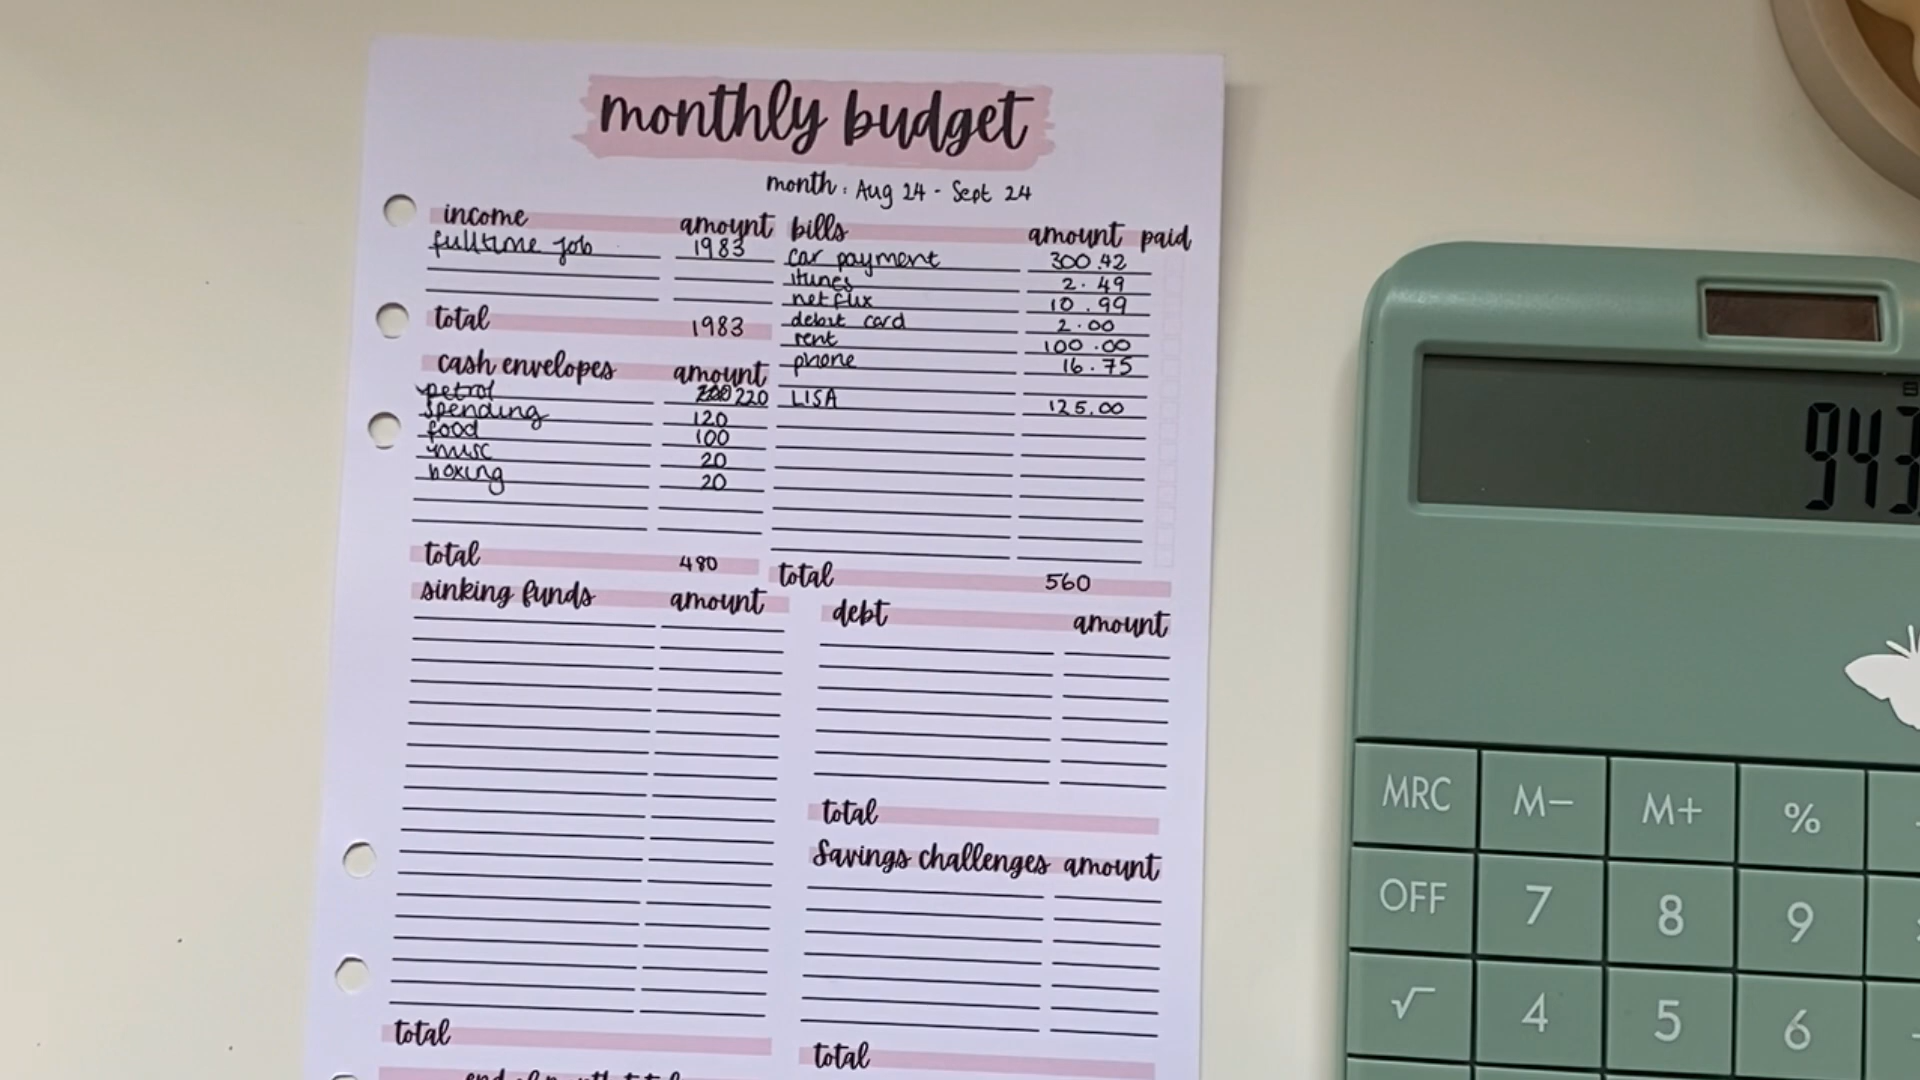 monthly budget
month: Aug 24 - Sept 24
income amount
fulltime job 1983
total 1983
cash envelopes amount
petrol 220
spending 120
food 100
misc 20
boxing 20
total 480
sinking funds amount
total
bills amount paid
car payment 300.42
itunes 2.49
netflix 10.99
debit card 2.00
rent 100.00
phone 16.75
LISA 125.00
total 560
debt amount
total
Savings challenges amount
total
943
MRC M− M+ %
OFF 7 8 9
√ 4 5 6